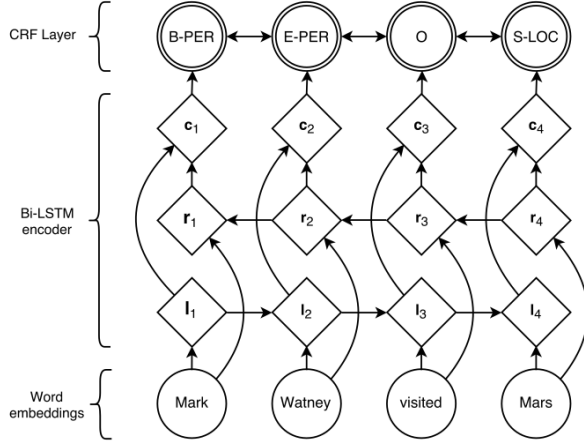 CRF Layer
B-PER E-PER O S-LOC
c1 c2 c3 c4
Bi-LSTM
encoder
r1 r2 r3 r4
l1 l2 l3 l4
Word
embeddings
Mark Watney visited Mars